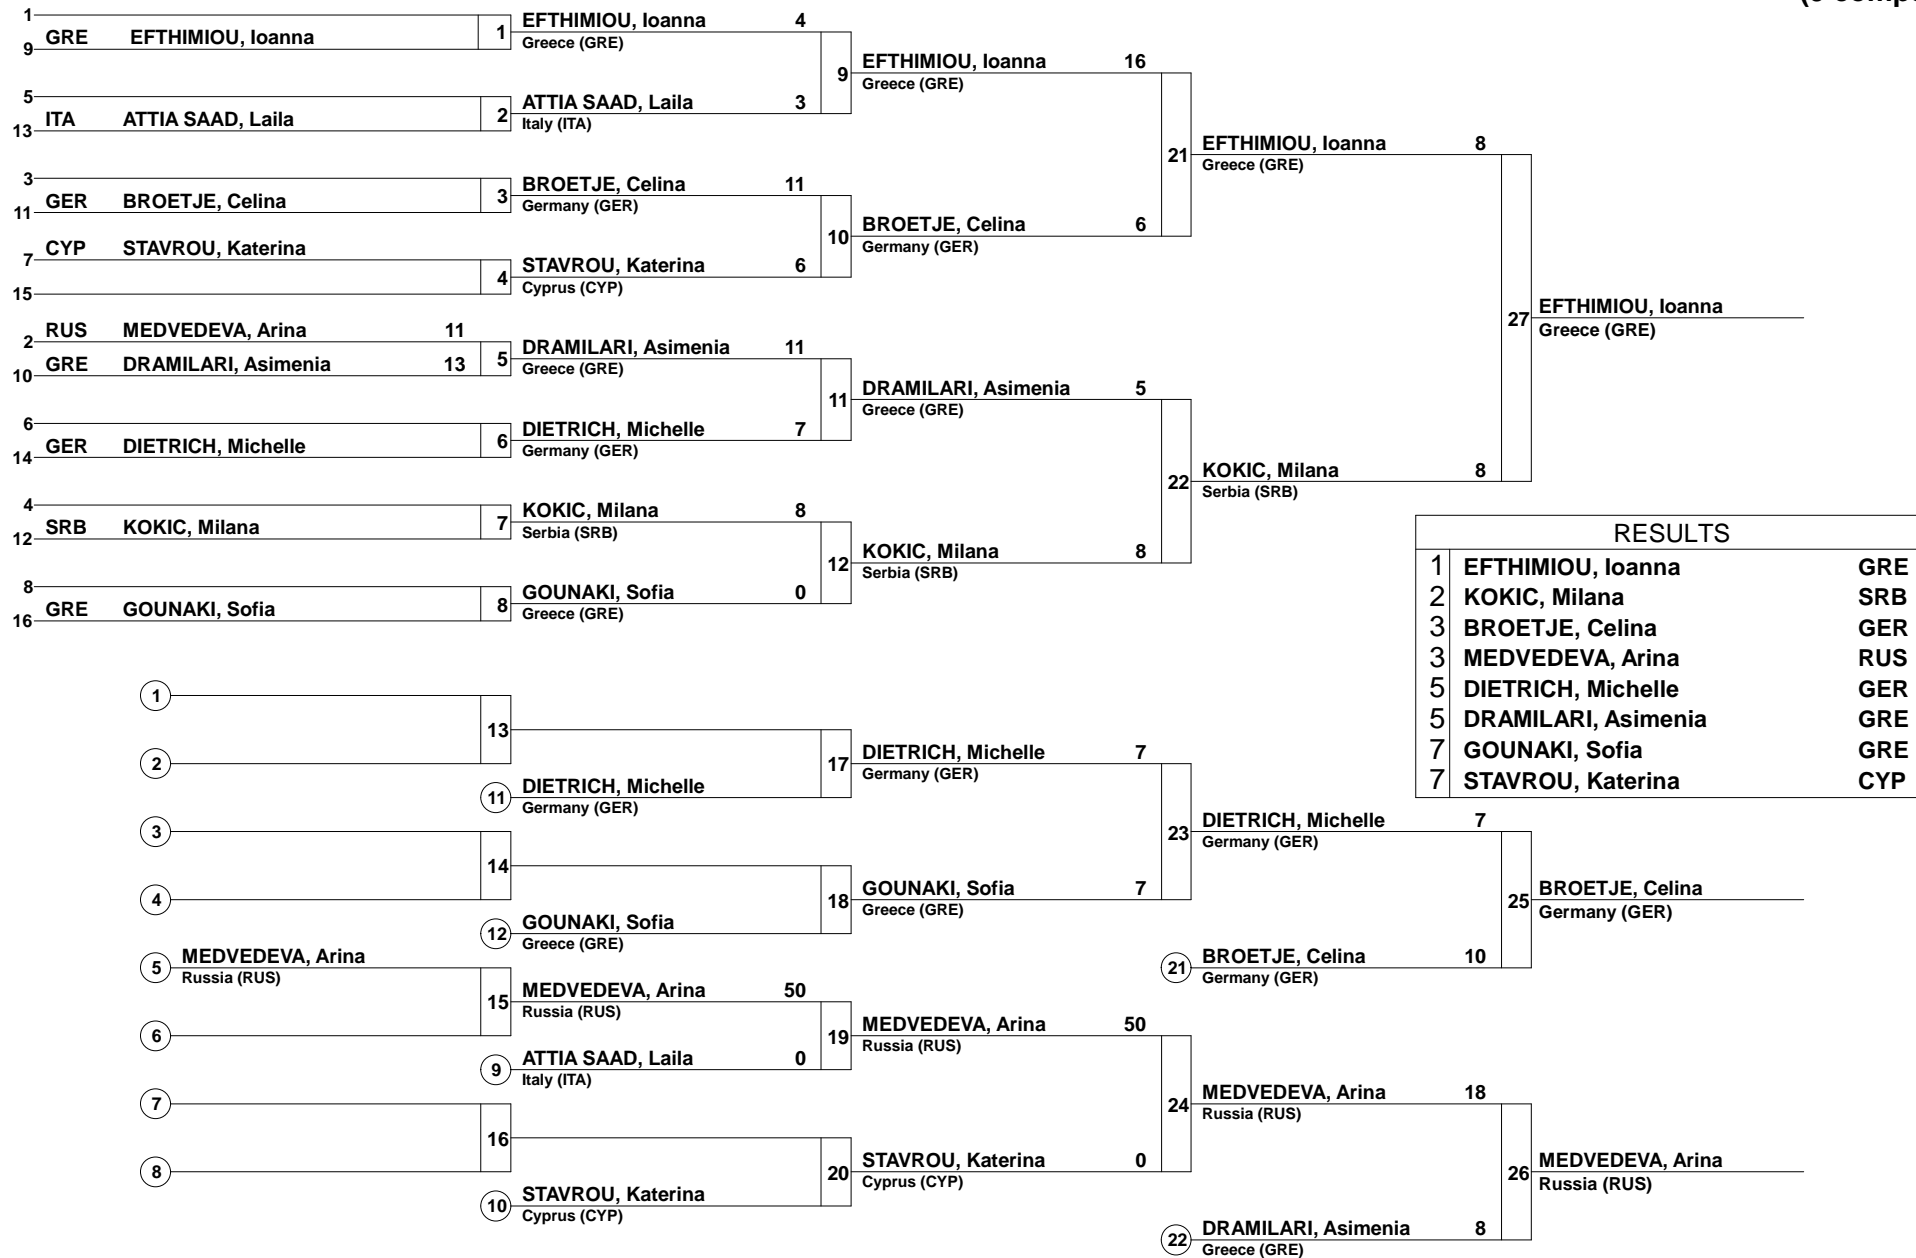 (9 comp
1
GRE EFTHIMIOU, Ioanna
9
1
EFTHIMIOU, Ioanna 4
Greece (GRE)
5
ITA ATTIA SAAD, Laila
13
2
ATTIA SAAD, Laila 3
Italy (ITA)
9
EFTHIMIOU, Ioanna 16
Greece (GRE)
3
GER BROETJE, Celina
11
3
BROETJE, Celina 11
Germany (GER)
CYP STAVROU, Katerina
7
15
4
STAVROU, Katerina 6
Cyprus (CYP)
10
BROETJE, Celina 6
Germany (GER)
21
EFTHIMIOU, Ioanna 8
Greece (GRE)
RUS MEDVEDEVA, Arina 11
2
GRE DRAMILARI, Asimenia 13
10
5
DRAMILARI, Asimenia 11
Greece (GRE)
6
GER DIETRICH, Michelle
14
6
DIETRICH, Michelle 7
Germany (GER)
11
DRAMILARI, Asimenia 5
Greece (GRE)
4
SRB KOKIC, Milana
12
7
KOKIC, Milana 8
Serbia (SRB)
8
GRE GOUNAKI, Sofia
16
8
GOUNAKI, Sofia 0
Greece (GRE)
12
KOKIC, Milana 8
Serbia (SRB)
22
KOKIC, Milana 8
Serbia (SRB)
27
EFTHIMIOU, Ioanna
Greece (GRE)
RESULTS
1 EFTHIMIOU, Ioanna GRE
2 KOKIC, Milana SRB
3 BROETJE, Celina GER
3 MEDVEDEVA, Arina RUS
5 DIETRICH, Michelle GER
5 DRAMILARI, Asimenia GRE
7 GOUNAKI, Sofia GRE
7 STAVROU, Katerina CYP
1
2
13
11
DIETRICH, Michelle
Germany (GER)
17
DIETRICH, Michelle 7
Germany (GER)
3
4
14
12
GOUNAKI, Sofia
Greece (GRE)
18
GOUNAKI, Sofia 7
Greece (GRE)
23
DIETRICH, Michelle 7
Germany (GER)
21
BROETJE, Celina 10
Germany (GER)
25
BROETJE, Celina
Germany (GER)
5
MEDVEDEVA, Arina
Russia (RUS)
6
15
MEDVEDEVA, Arina 50
Russia (RUS)
9
ATTIA SAAD, Laila 0
Italy (ITA)
19
MEDVEDEVA, Arina 50
Russia (RUS)
7
8
16
10
STAVROU, Katerina
Cyprus (CYP)
20
STAVROU, Katerina 0
Cyprus (CYP)
24
MEDVEDEVA, Arina 18
Russia (RUS)
22
DRAMILARI, Asimenia 8
Greece (GRE)
26
MEDVEDEVA, Arina
Russia (RUS)